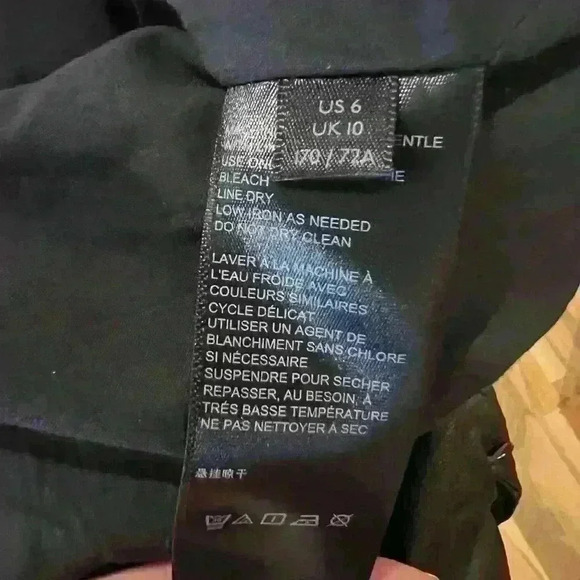 US 6
UK 10
170 / 72A
ENTLE
USE ONL
BLEACH
LINE DRY
LOW IRON AS NEEDED
DO NOT DRY CLEAN
LAVER À LA MACHINE À
L'EAU FROIDE AVEC
COULEURS SIMILAIRES
CYCLE DÉLICAT
UTILISER UN AGENT DE
BLANCHIMENT SANS CHLORE
SI NÉCESSAIRE
SUSPENDRE POUR SECHER
REPASSER, AU BESOIN, À
TRÉS BASSE TEMPÉRATURE
NE PAS NETTOYER À SEC
悬挂晾干